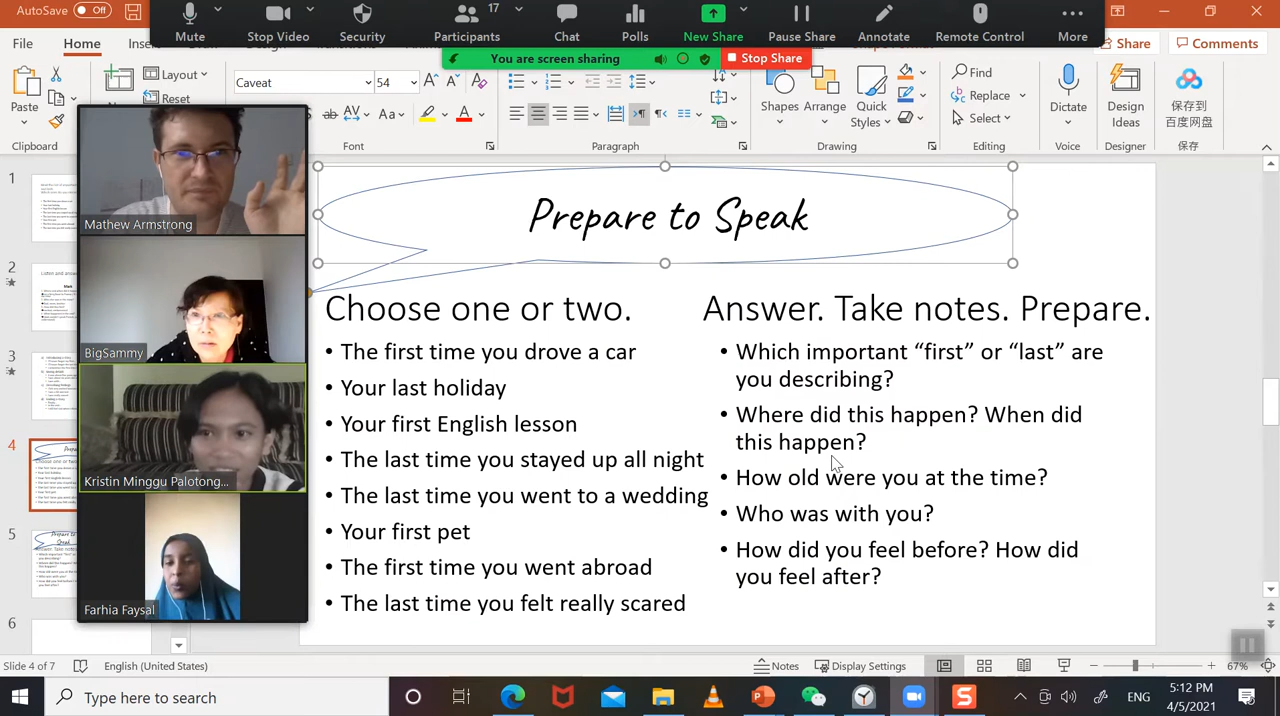 AutoSave Off
Mute
Stop Video
Security
17
Participants
Chat
Polls
New Share
Pause Share
Annotate
Remote Control
More
You are screen sharing
Stop Share
File
Home
Share
Comments
Paste
Layout
Reset
Clipboard
Caveat
54
ab
AV
Aa
A
Font
Paragraph
Shapes
Arrange
Quick
Styles
Drawing
Find
Replace
Select
Editing
Dictate
Voice
Design
Ideas
Designer
保存到
百度网盘
保存
Mathew Armstrong
BigSammy
Kristin Minggu Palotong...
Farhia Faysal
1
2
3
4
5
6
Prepare to Speak
Choose one or two.
• The first time you drove a car
• Your last holiday
• Your first English lesson
• The last time you stayed up all night
• The last time you went to a wedding
• Your first pet
• The first time you went abroad
• The last time you felt really scared
Answer. Take notes. Prepare.
• Which important “first” or “last” are
you describing?
• Where did this happen? When did
this happen?
• How old were you at the time?
• Who was with you?
• How did you feel before? How did
you feel after?
Slide 4 of 7
English (United States)
Notes
Display Settings
67%
Type here to search
ENG
5:12 PM
4/5/2021